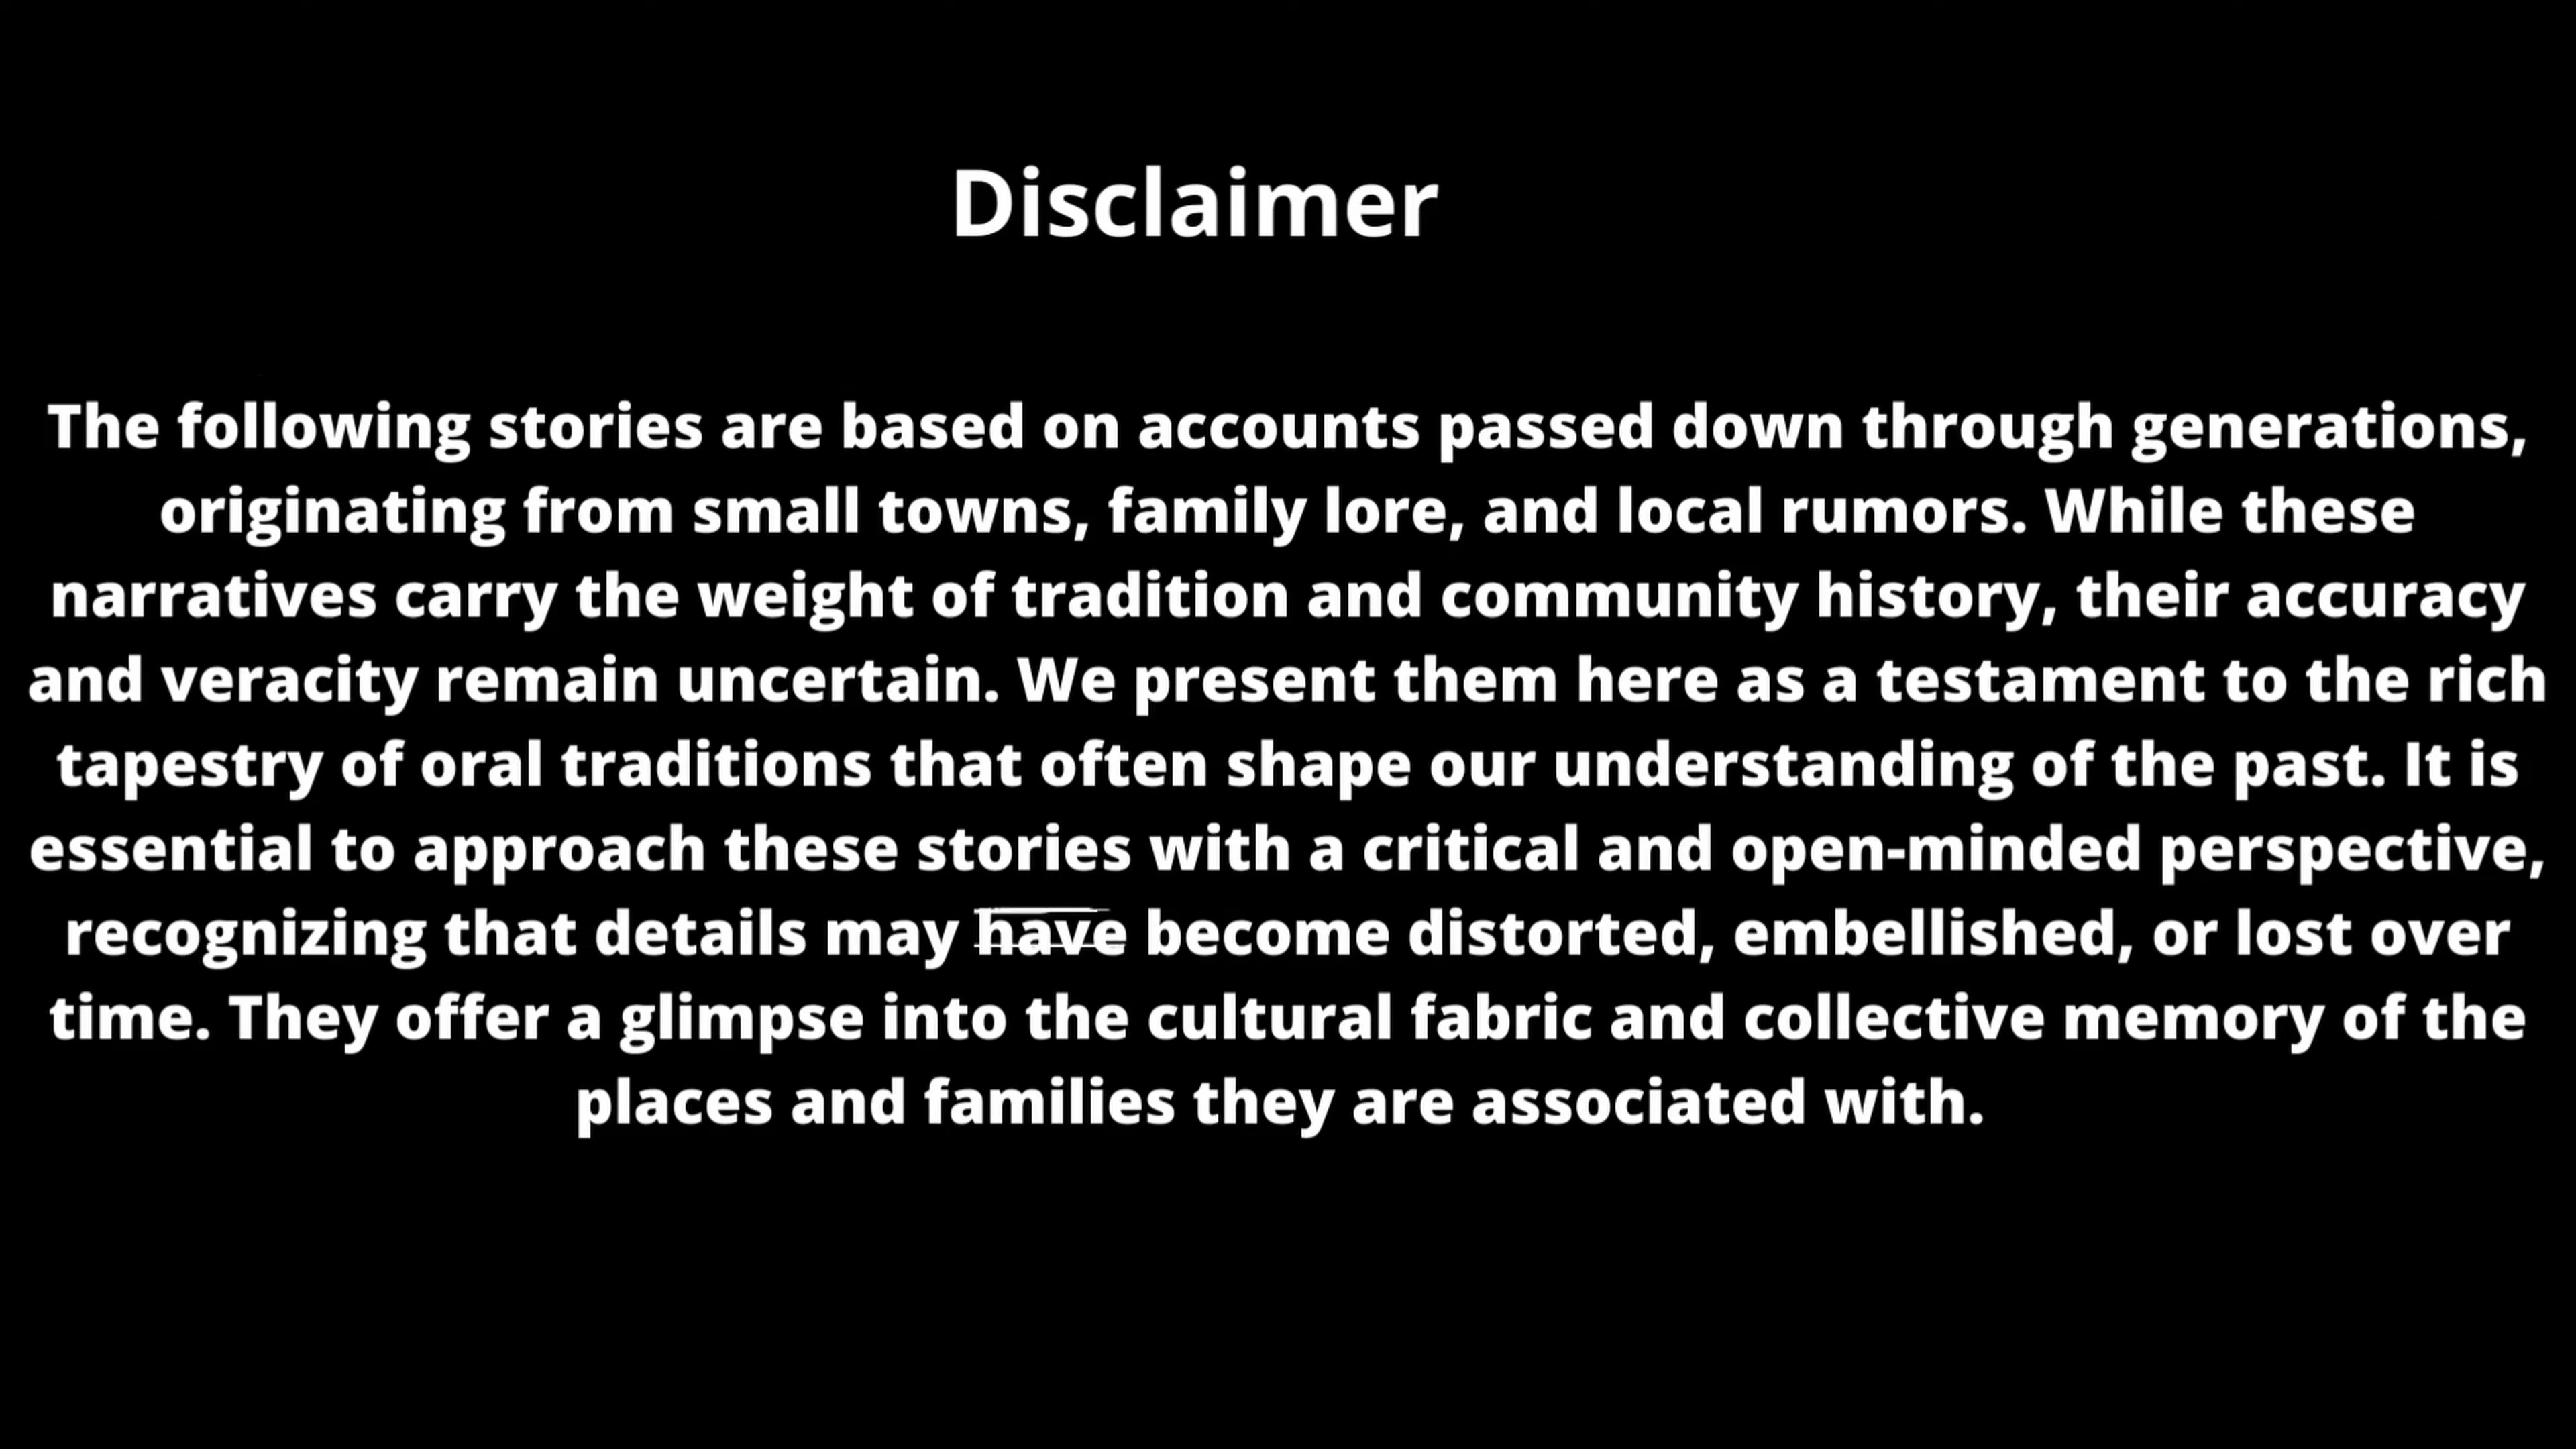 Disclaimer
The following stories are based on accounts passed down through generations,
originating from small towns, family lore, and local rumors. While these
narratives carry the weight of tradition and community history, their accuracy
and veracity remain uncertain. We present them here as a testament to the rich
tapestry of oral traditions that often shape our understanding of the past. It is
essential to approach these stories with a critical and open-minded perspective,
recognizing that details may have become distorted, embellished, or lost over
time. They offer a glimpse into the cultural fabric and collective memory of the
places and families they are associated with.